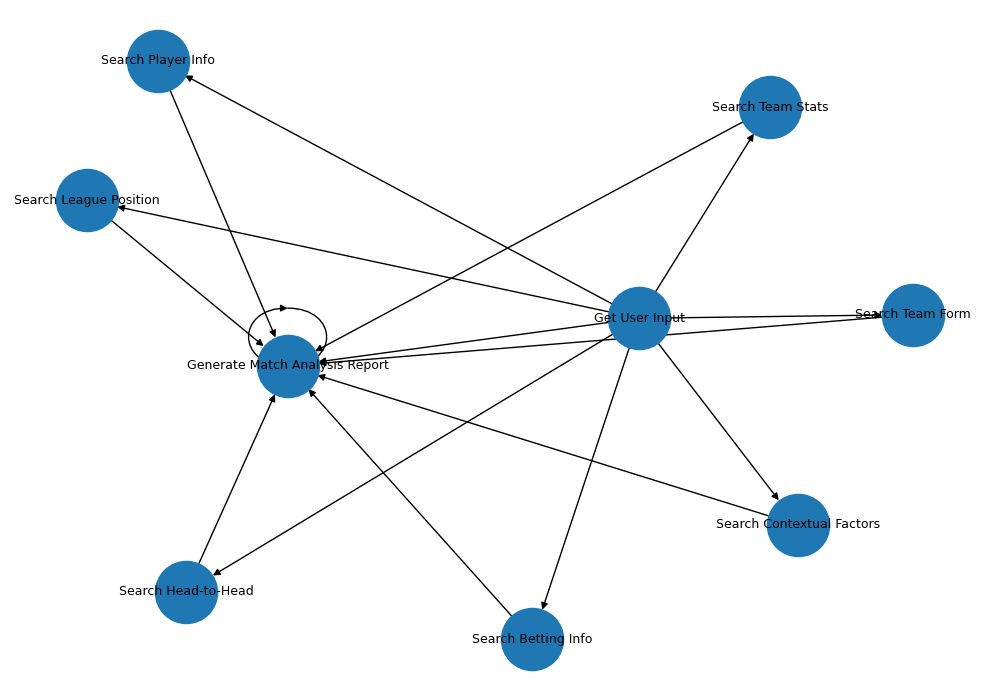 Search Player Info
Search Team Stats
Search League Position
Search Team Form
Get User Input
Generate Match Analysis Report
Search Contextual Factors
Search Head-to-Head
Search Betting Info